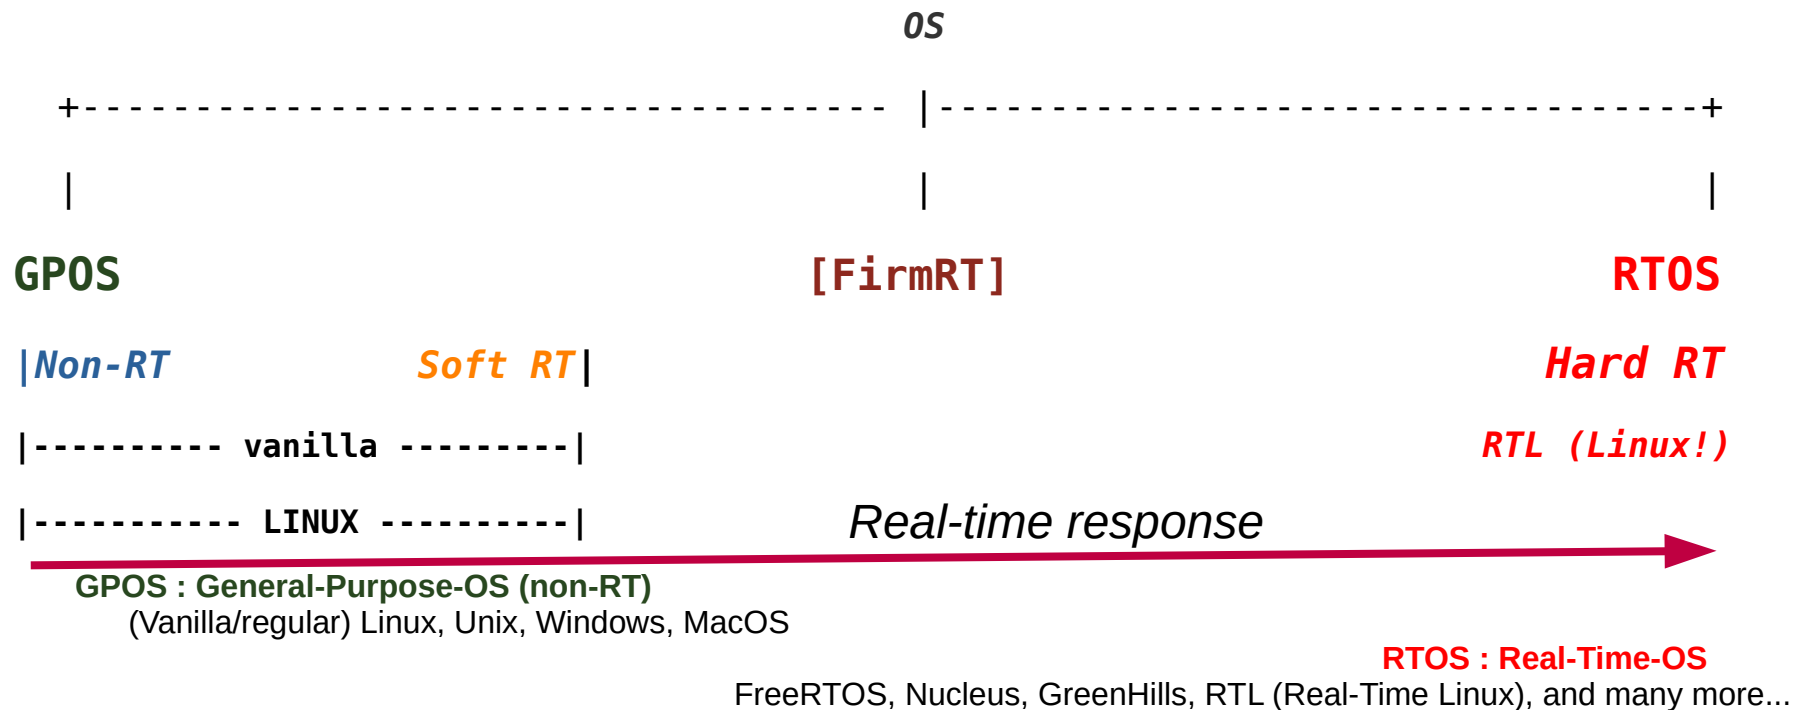 OS
+------------------------------------ |----------------------------------+
| | |
GPOS [FirmRT] RTOS
|Non-RT Soft RT| Hard RT
|---------- vanilla ---------| RTL (Linux!)
|----------- LINUX ----------| Real-time response
GPOS : General-Purpose-OS (non-RT)
(Vanilla/regular) Linux, Unix, Windows, MacOS
RTOS : Real-Time-OS
FreeRTOS, Nucleus, GreenHills, RTL (Real-Time Linux), and many more...